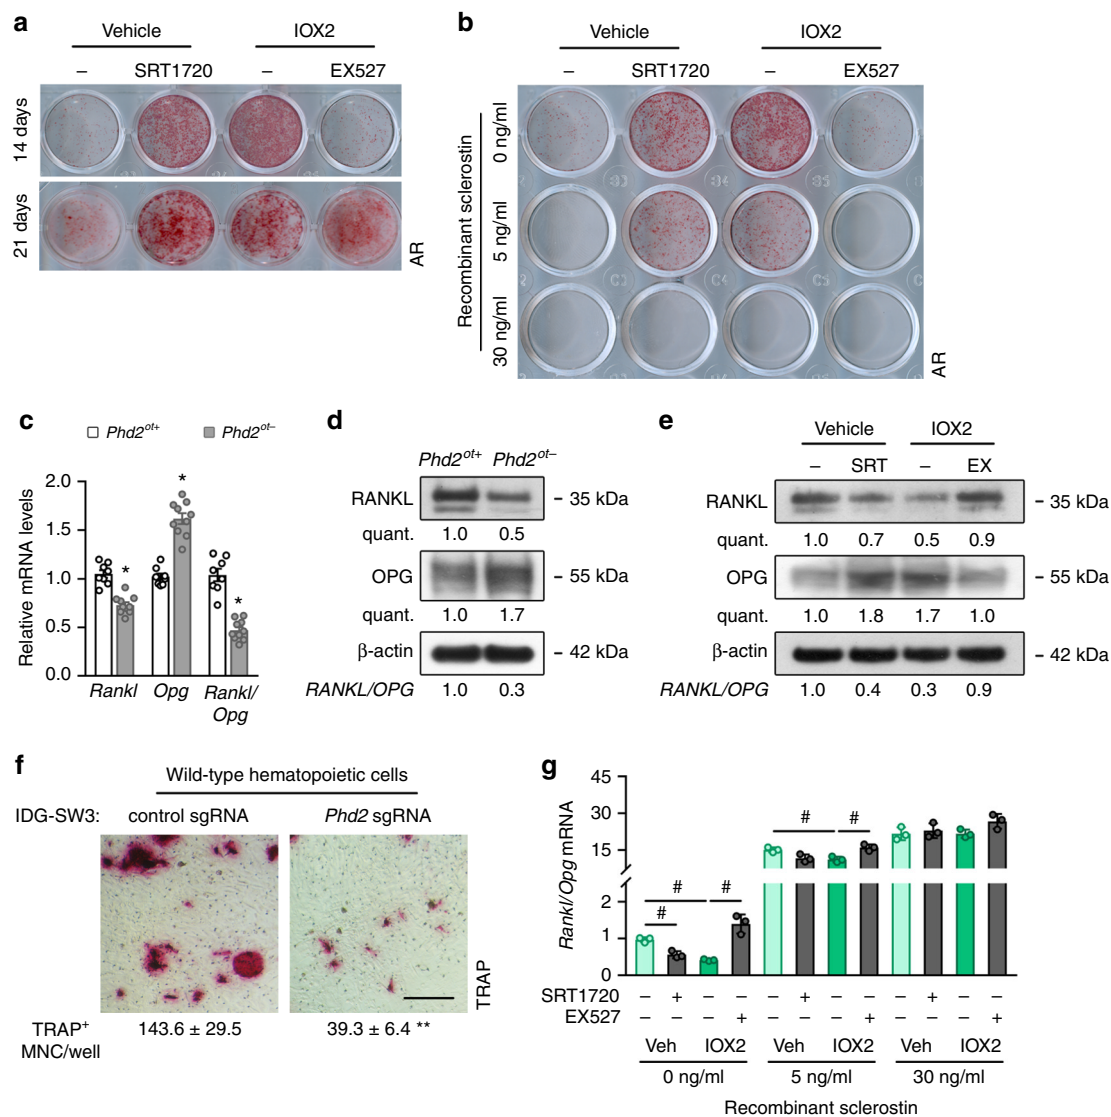 a
Vehicle IOX2
– SRT1720 – EX527
14 days
21 days
AR
b
Vehicle IOX2
– SRT1720 – EX527
Recombinant sclerostin
0 ng/ml
5 ng/ml
30 ng/ml
AR
c
Phd2ot+ Phd2ot–
Relative mRNA levels
2.0
1.5
1.0
0.5
0.0
* * *
Rankl Opg Rankl/
Opg
d
Phd2ot+ Phd2ot–
RANKL – 35 kDa
quant. 1.0 0.5
OPG – 55 kDa
quant. 1.0 1.7
β-actin – 42 kDa
RANKL/OPG 1.0 0.3
e
Vehicle IOX2
– SRT – EX
RANKL – 35 kDa
quant. 1.0 0.7 0.5 0.9
OPG – 55 kDa
quant. 1.0 1.8 1.7 1.0
β-actin – 42 kDa
RANKL/OPG 1.0 0.4 0.3 0.9
f
Wild-type hematopoietic cells
IDG-SW3: control sgRNA Phd2 sgRNA
TRAP
TRAP+ 143.6 ± 29.5 39.3 ± 6.4 **
MNC/well
g
Rankl/Opg mRNA
45
30
15
2
1
0
# # # # #
SRT1720 – + – – – + – – – + – –
EX527 – – – + – – – + – – – +
Veh IOX2 Veh IOX2 Veh IOX2
0 ng/ml 5 ng/ml 30 ng/ml
Recombinant sclerostin